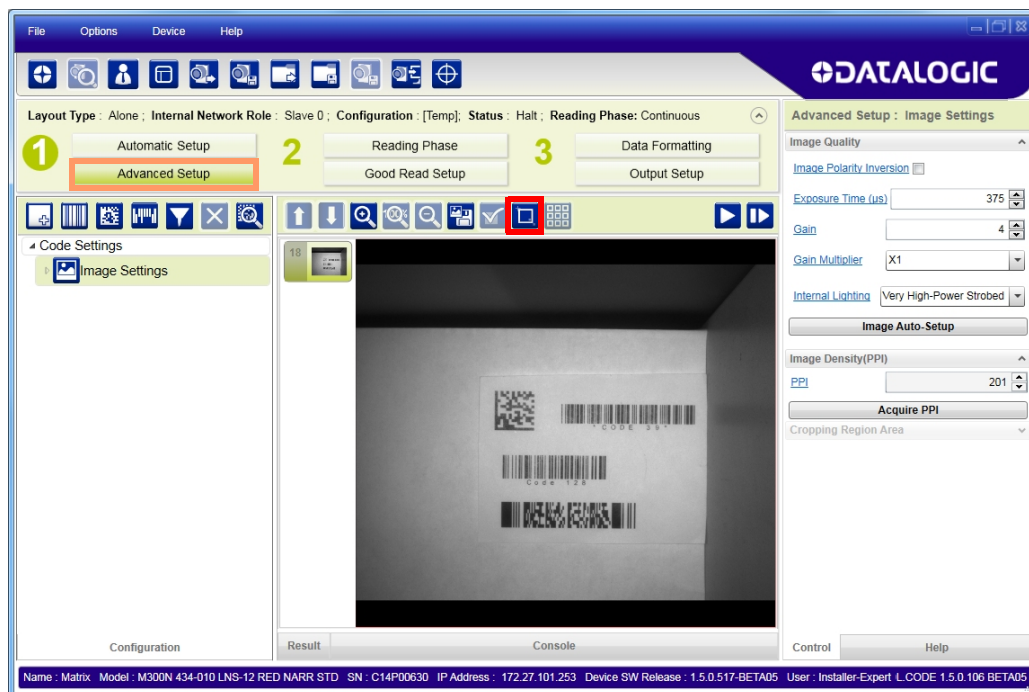 File Options Device Help
DATALOGIC
Layout Type : Alone ; Internal Network Role : Slave 0 ; Configuration : [Temp]; Status : Halt ; Reading Phase: Continuous
1 Automatic Setup 2 Reading Phase 3 Data Formatting
Advanced Setup Good Read Setup Output Setup
Code Settings
Image Settings
18
"CODE 39"
Code 128
Configuration
Result Console
Advanced Setup : Image Settings
Image Quality
Image Polarity Inversion
Exposure Time (µs) 375
Gain 4
Gain Multiplier X1
Internal Lighting Very High-Power Strobed
Image Auto-Setup
Image Density(PPI)
PPI 201
Acquire PPI
Cropping Region Area
Control Help
Name : Matrix Model : M300N 434-010 LNS-12 RED NARR STD SN : C14P00630 IP Address : 172.27.101.253 Device SW Release : 1.5.0.517-BETA05 User : Installer-Expert L.CODE 1.5.0.106 BETA05